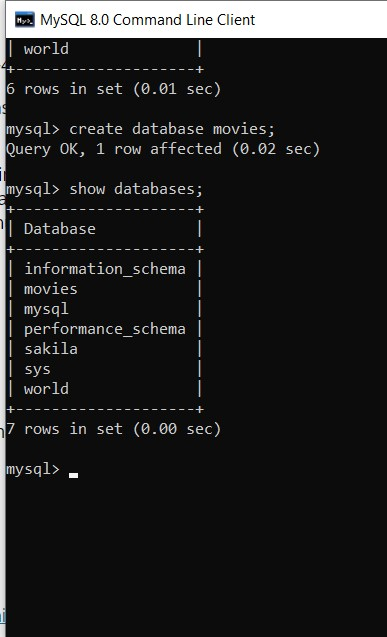 MySQL 8.0 Command Line Client
| world              |
+--------------------+
6 rows in set (0.01 sec)
mysql> create database movies;
Query OK, 1 row affected (0.02 sec)
mysql> show databases;
+--------------------+
| Database           |
+--------------------+
| information_schema |
| movies             |
| mysql              |
| performance_schema |
| sakila             |
| sys                |
| world              |
+--------------------+
7 rows in set (0.00 sec)
mysql>